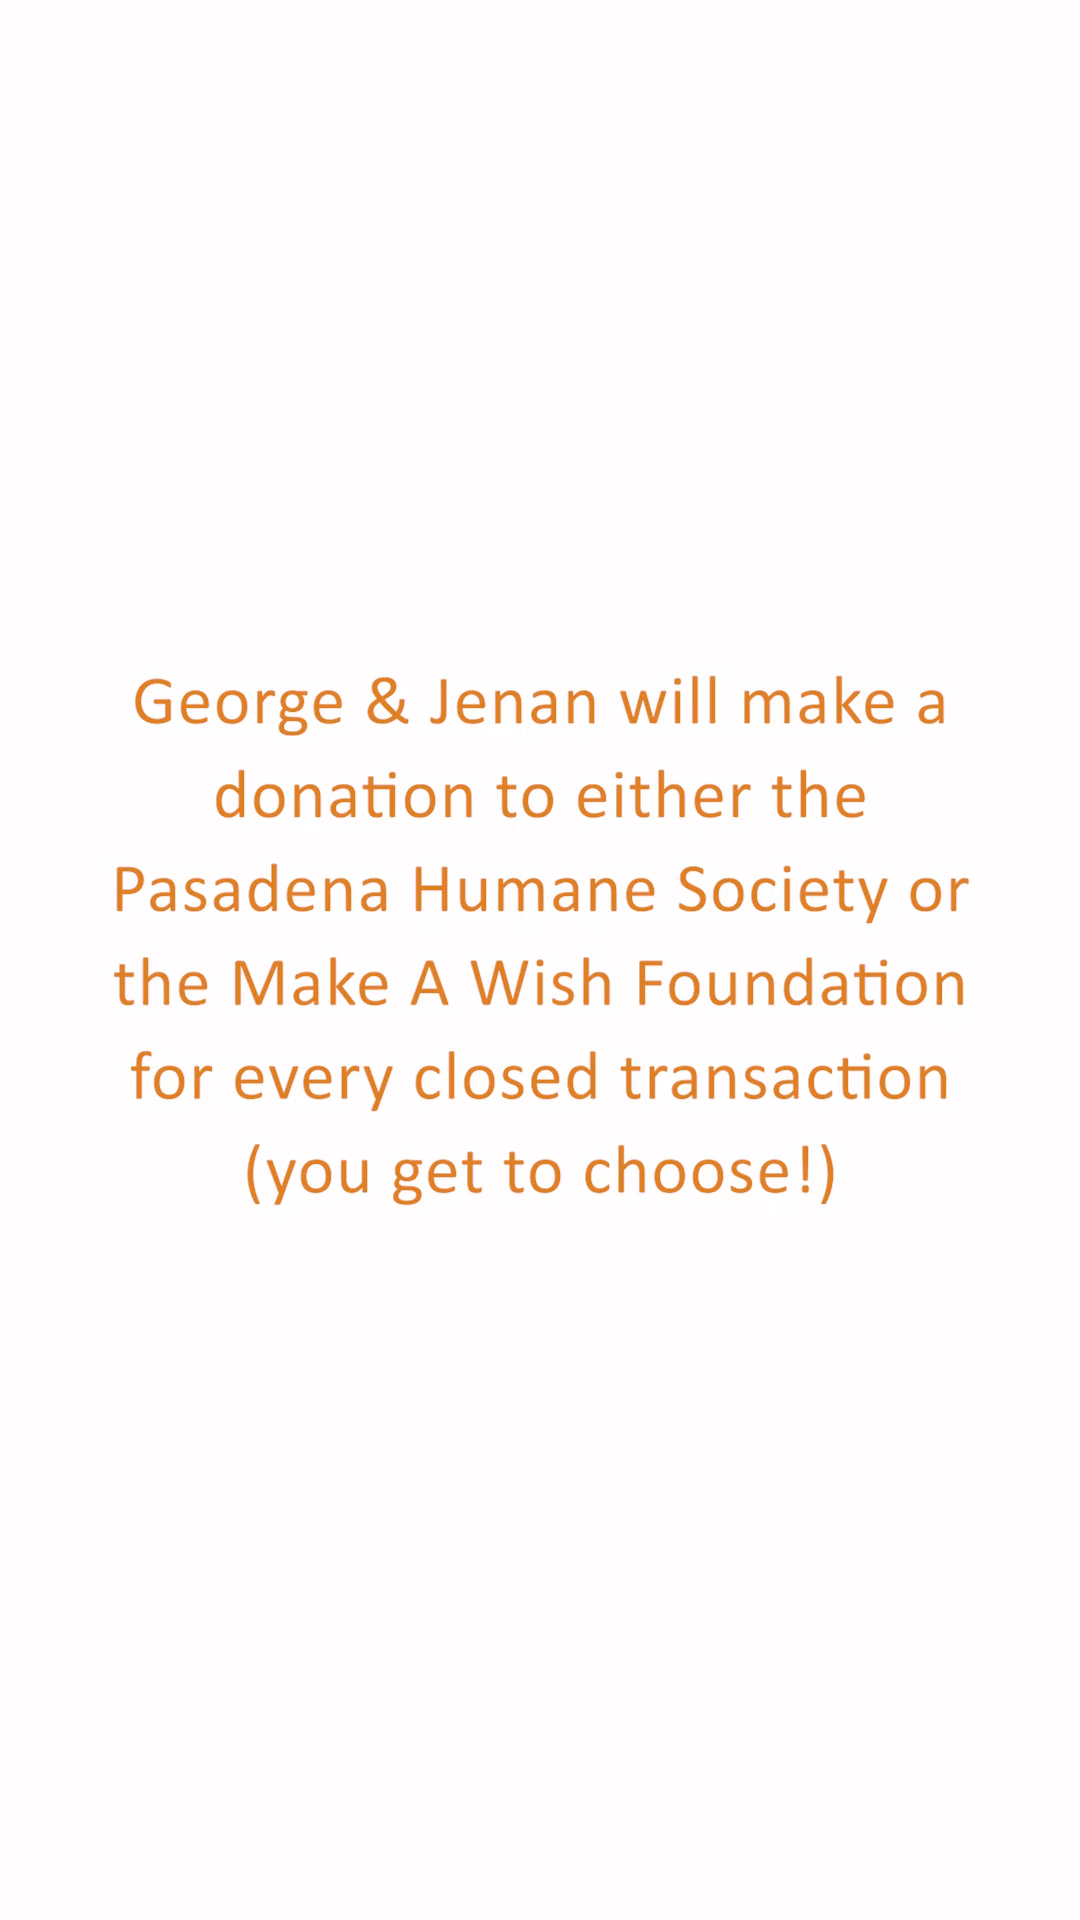 George & Jenan will make a
donation to either the
Pasadena Humane Society or
the Make A Wish Foundation
for every closed transaction
(you get to choose!)